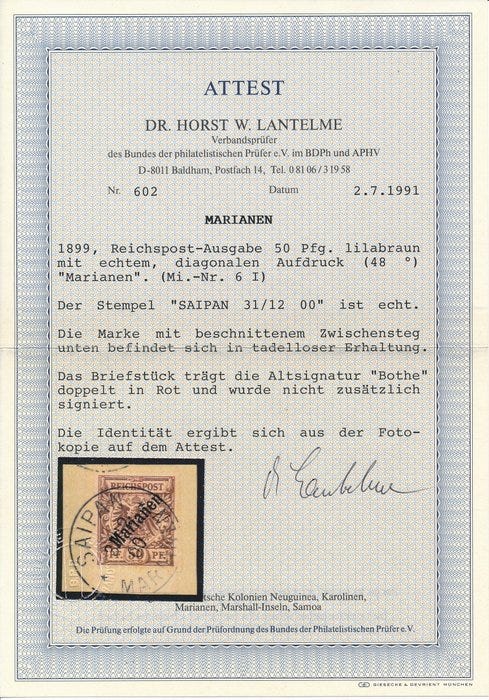 ATTEST
DR. HORST W. LANTELME
Verbandsprüfer
des Bundes der philatelistischen Prüfer e.V. im BDPh und APHV
D-8011 Baldham, Postfach 14, Tel. 0 81 06 / 3 19 58
Nr. 602 Datum 2.7.1991
MARIANEN
1899, Reichspost-Ausgabe 50 Pfg. lilabraun
mit echtem, diagonalen Aufdruck (48 °)
"Marianen". (Mi.-Nr. 6 I)
Der Stempel "SAIPAN 31/12 00" ist echt.
Die Marke mit beschnittenem Zwischensteg
unten befindet sich in tadelloser Erhaltung.
Das Briefstück trägt die Altsignatur "Bothe"
doppelt in Rot und wurde nicht zusätzlich
signiert.
Die Identität ergibt sich aus der Foto-
kopie auf dem Attest.
REICHSPOST
SAIPAN
Marianen
PF. 50 PF.
MAR
sche Kolonien Neuguinea, Karolinen,
Marianen, Marshall-Inseln, Samoa
Die Prüfung erfolgte auf Grund der Prüfordnung des Bundes der Philatelistischen Prüfer e.V.
GIESECKE & DEVRIENT MÜNCHEN